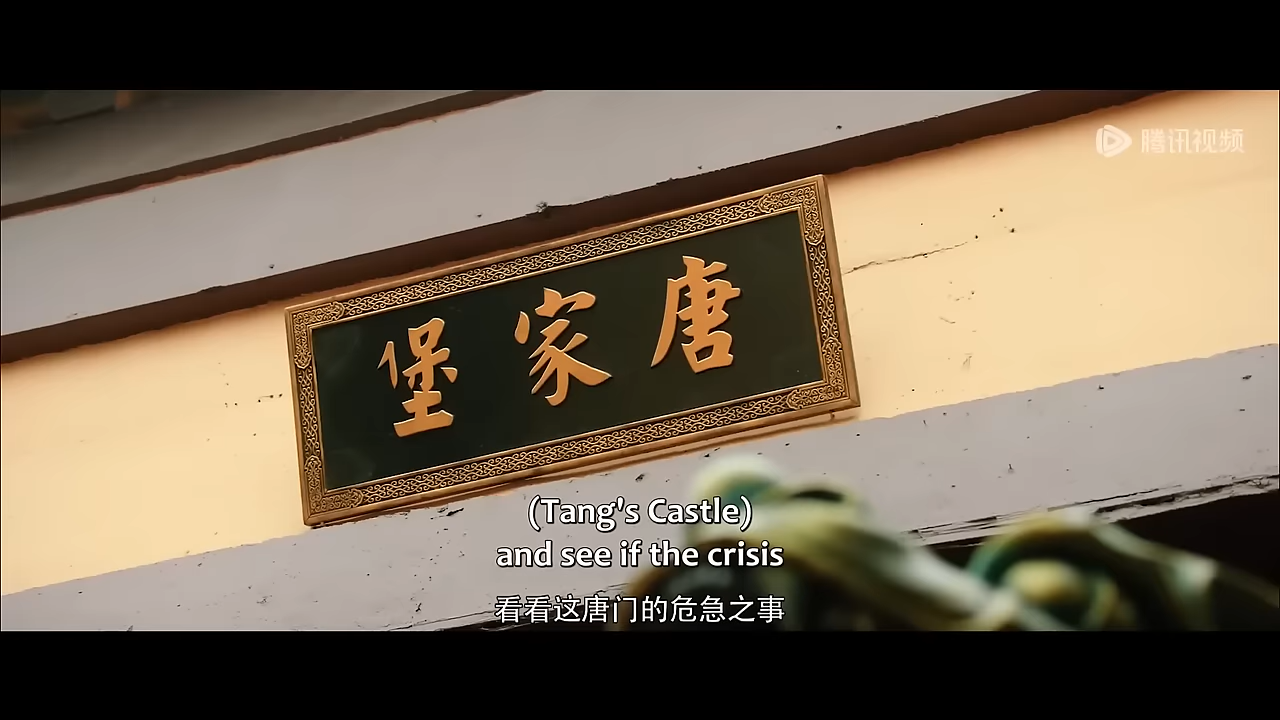 腾讯视频
堡家唐
(Tang's Castle)
and see if the crisis
看看这唐门的危急之事